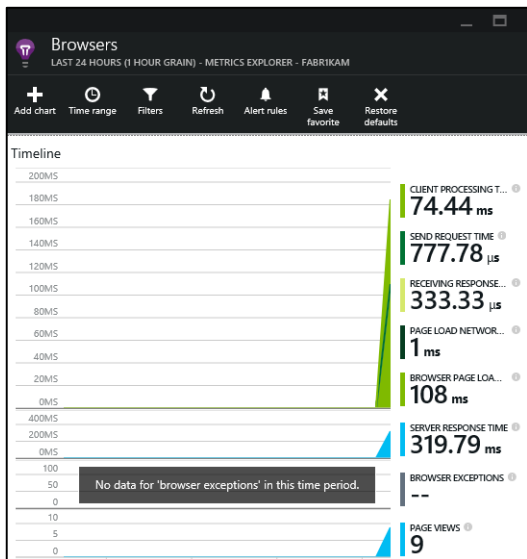 Browsers
LAST 24 HOURS (1 HOUR GRAIN) - METRICS EXPLORER - FABR1KAM
Add chart
Time range
Filters
Refresh
Alert rules
Save
favorite
Restore
defaults
Timeline
200MS
180MS
160MS
140MS
120MS
100MS
80MS
60MS
40MS
20MS
0MS
CLIENT PROCESSING T...
74.44 ms
SEND REQUEST TIME
777.78 µs
RECEIVING RESPONSE...
333.33 µs
PAGE LOAD NETWOR...
1 ms
BROWSER PAGE LOA...
108 ms
400MS
200MS
0MS
SERVER RESPONSE TIME
319.79 ms
100
50
0
No data for 'browser exceptions' in this time period.
BROWSER EXCEPTIONS
--
10
5
0
PAGE VIEWS
9